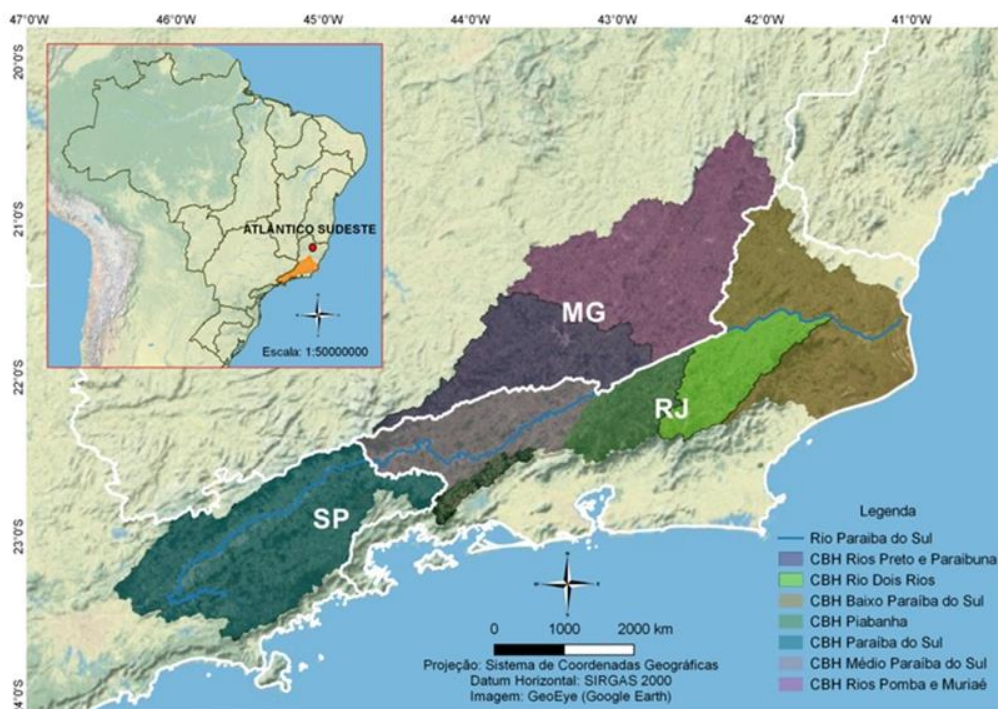 47°0'W 46°0'W 45°0'W 44°0'W 43°0'W 42°0'W 41°0'W
20°0'S
21°0'S
22°0'S
23°0'S
4°0'S
ATLÂNTICO SUDESTE
Escala: 1:50000000
MG
RJ
SP
Legenda
Rio Paraiba do Sul
CBH Rios Preto e Paraibuna
CBH Rio Dois Rios
CBH Baixo Paraíba do Sul
CBH Piabanha
CBH Paraíba do Sul
CBH Médio Paraíba do Sul
CBH Rios Pomba e Muriaé
0 1000 2000 km
Projeção: Sistema de Coordenadas Geográficas
Datum Horizontal: SIRGAS 2000
Imagem: GeoEye (Google Earth)